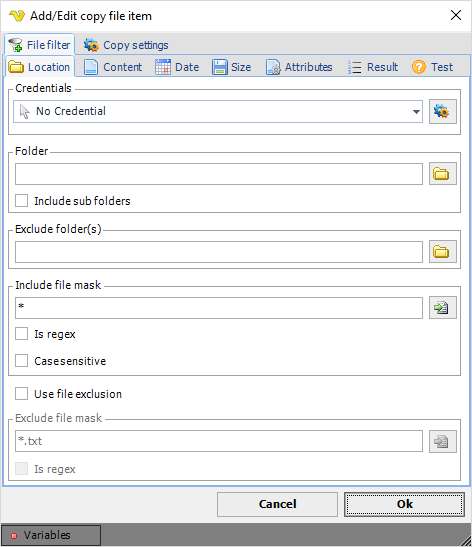 Add/Edit copy file item
File filter Copy settings
Location Content Date Size Attributes Result Test
Credentials
No Credential
Folder
Include sub folders
Exclude folder(s)
Include file mask
*
Is regex
Case sensitive
Use file exclusion
Exclude file mask
*.txt
Is regex
Cancel Ok
Variables